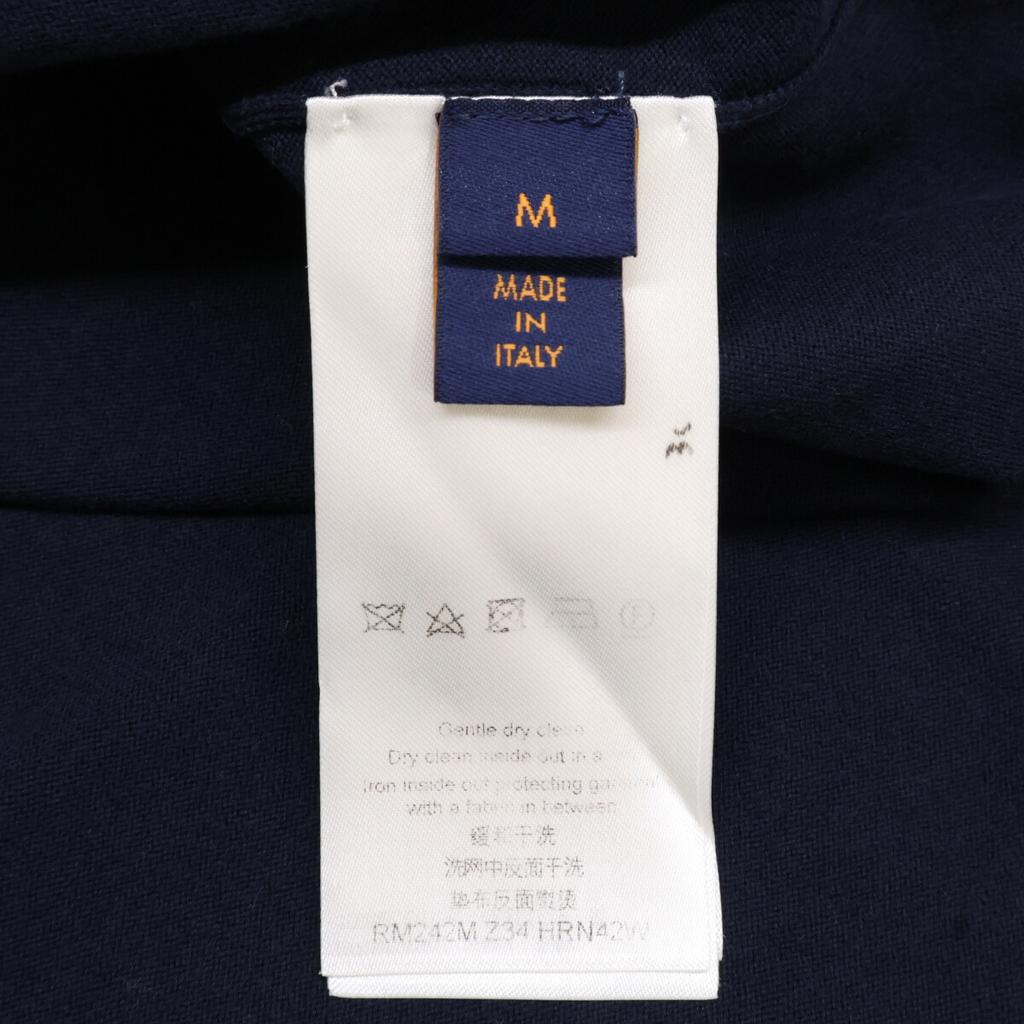 M
MADE
IN
ITALY
Gentle dry clean
Dry clean inside out in a
Iron inside out protecting garment
with a fabric in between
缓和干洗
洗网中反面干洗
垫布反面熨烫
RM242M Z34 HRN42W